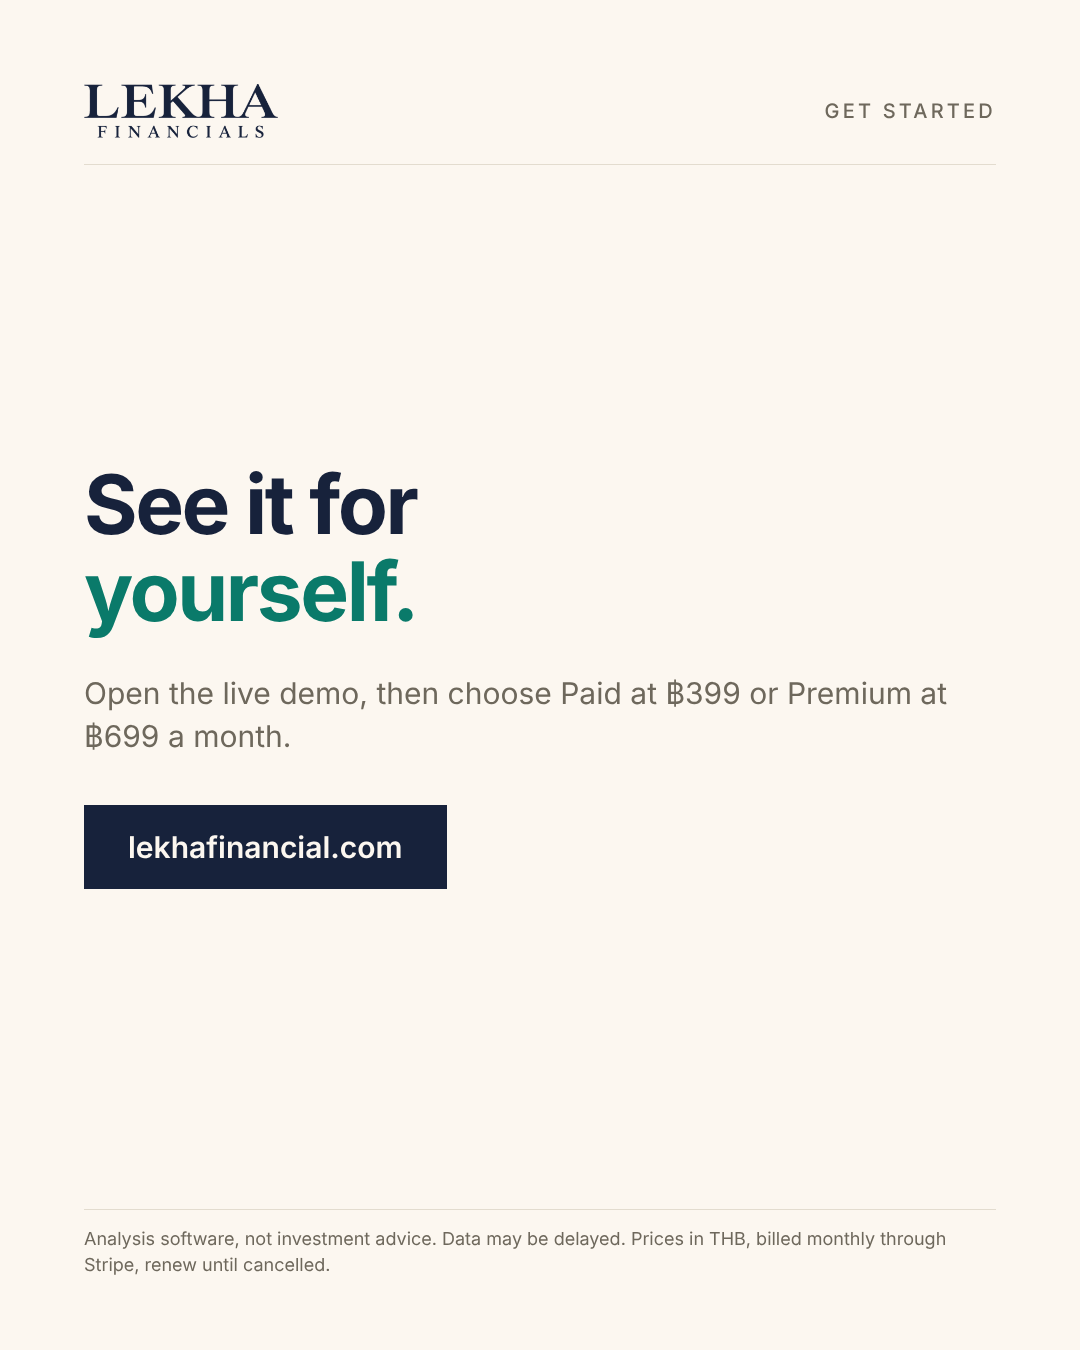 LEKHA
FINANCIALS
GET STARTED
See it for
yourself.
Open the live demo, then choose Paid at ฿399 or Premium at
฿699 a month.
lekhafinancial.com
Analysis software, not investment advice. Data may be delayed. Prices in THB, billed monthly through
Stripe, renew until cancelled.